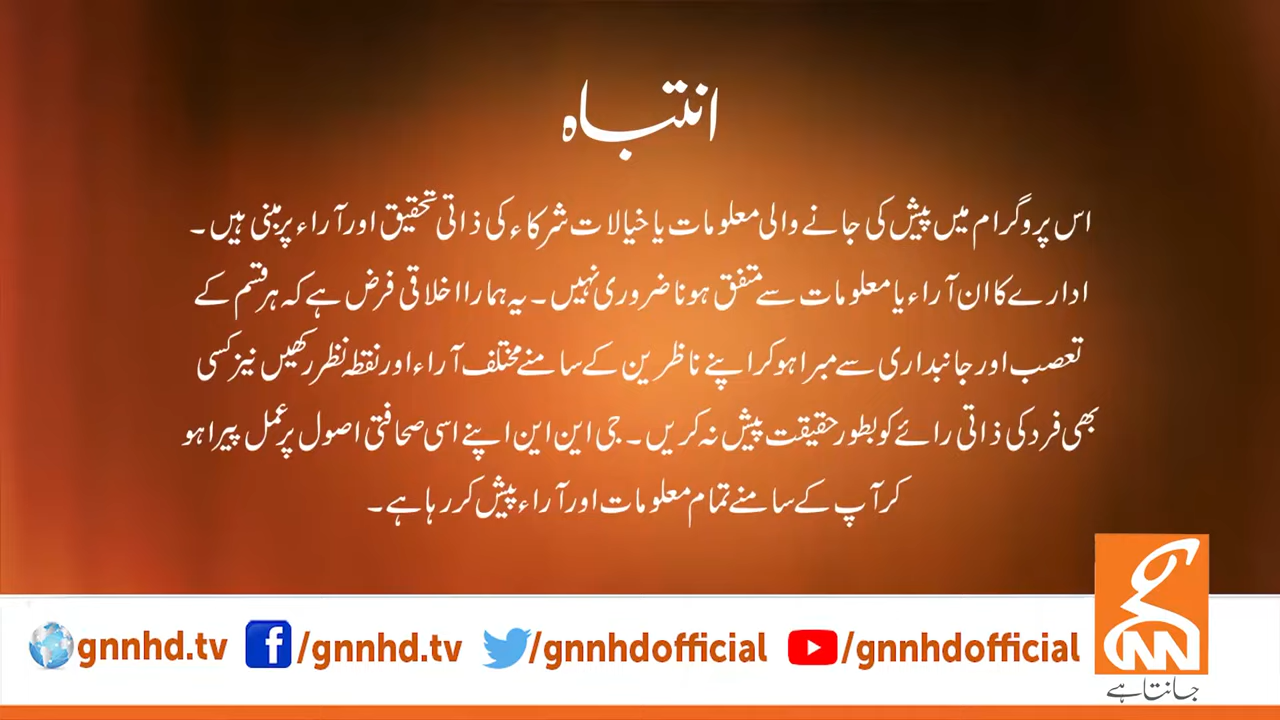 انتباہ
اس پروگرام میں پیش کی جانے والی معلومات یا خیالات شرکاء کی ذاتی تحقیق اور آراء پر مبنی ہیں۔
ادارے کا ان آراء یا معلومات سے متفق ہونا ضروری نہیں۔ یہ ہمارا اخلاقی فرض ہے کہ ہر قسم کے
تعصب اور جانبداری سے مبرا ہو کر اپنے ناظرین کے سامنے مختلف آراء اور نقطہ نظر رکھیں نیز کسی
بھی فرد کی ذاتی رائے کو بطور حقیقت پیش نہ کریں۔ جی این این اپنے اسی صحافتی اصول پر عمل پیرا ہو
کر آپ کے سامنے تمام معلومات اور آراء پیش کر رہا ہے۔
gnnhd.tv /gnnhd.tv /gnnhdofficial /gnnhdofficial
GNN
جانتا ہے